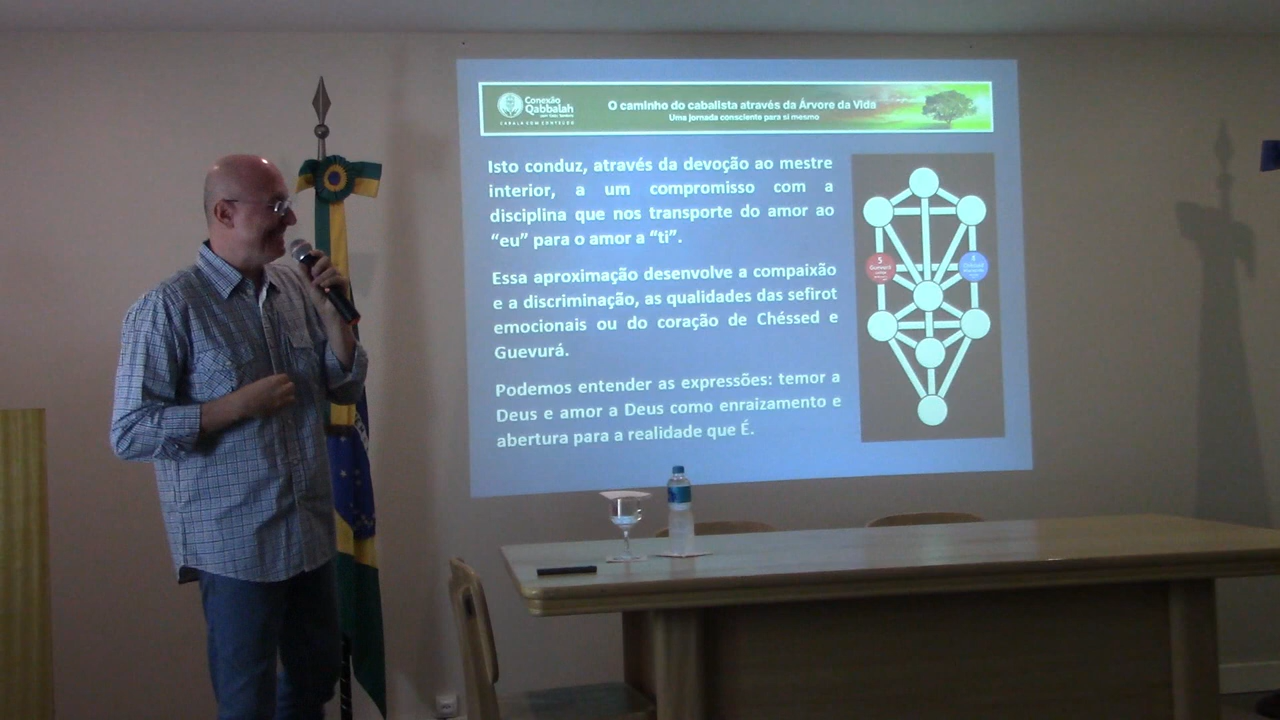 Conexão
Qabbalah
CABALA COM CONTEÚDO
O caminho do cabalista através da Árvore da Vida
Uma jornada consciente para si mesmo
Isto conduz, através da devoção ao mestre
interior, a um compromisso com a
disciplina que nos transporte do amor ao
“eu” para o amor a “ti”.
Essa aproximação desenvolve a compaixão
e a discriminação, as qualidades das sefirot
emocionais ou do coração de Chéssed e
Guevurá.
Podemos entender as expressões: temor a
Deus e amor a Deus como enraizamento e
abertura para a realidade que É.
5
Guevurá
4
Chéssed